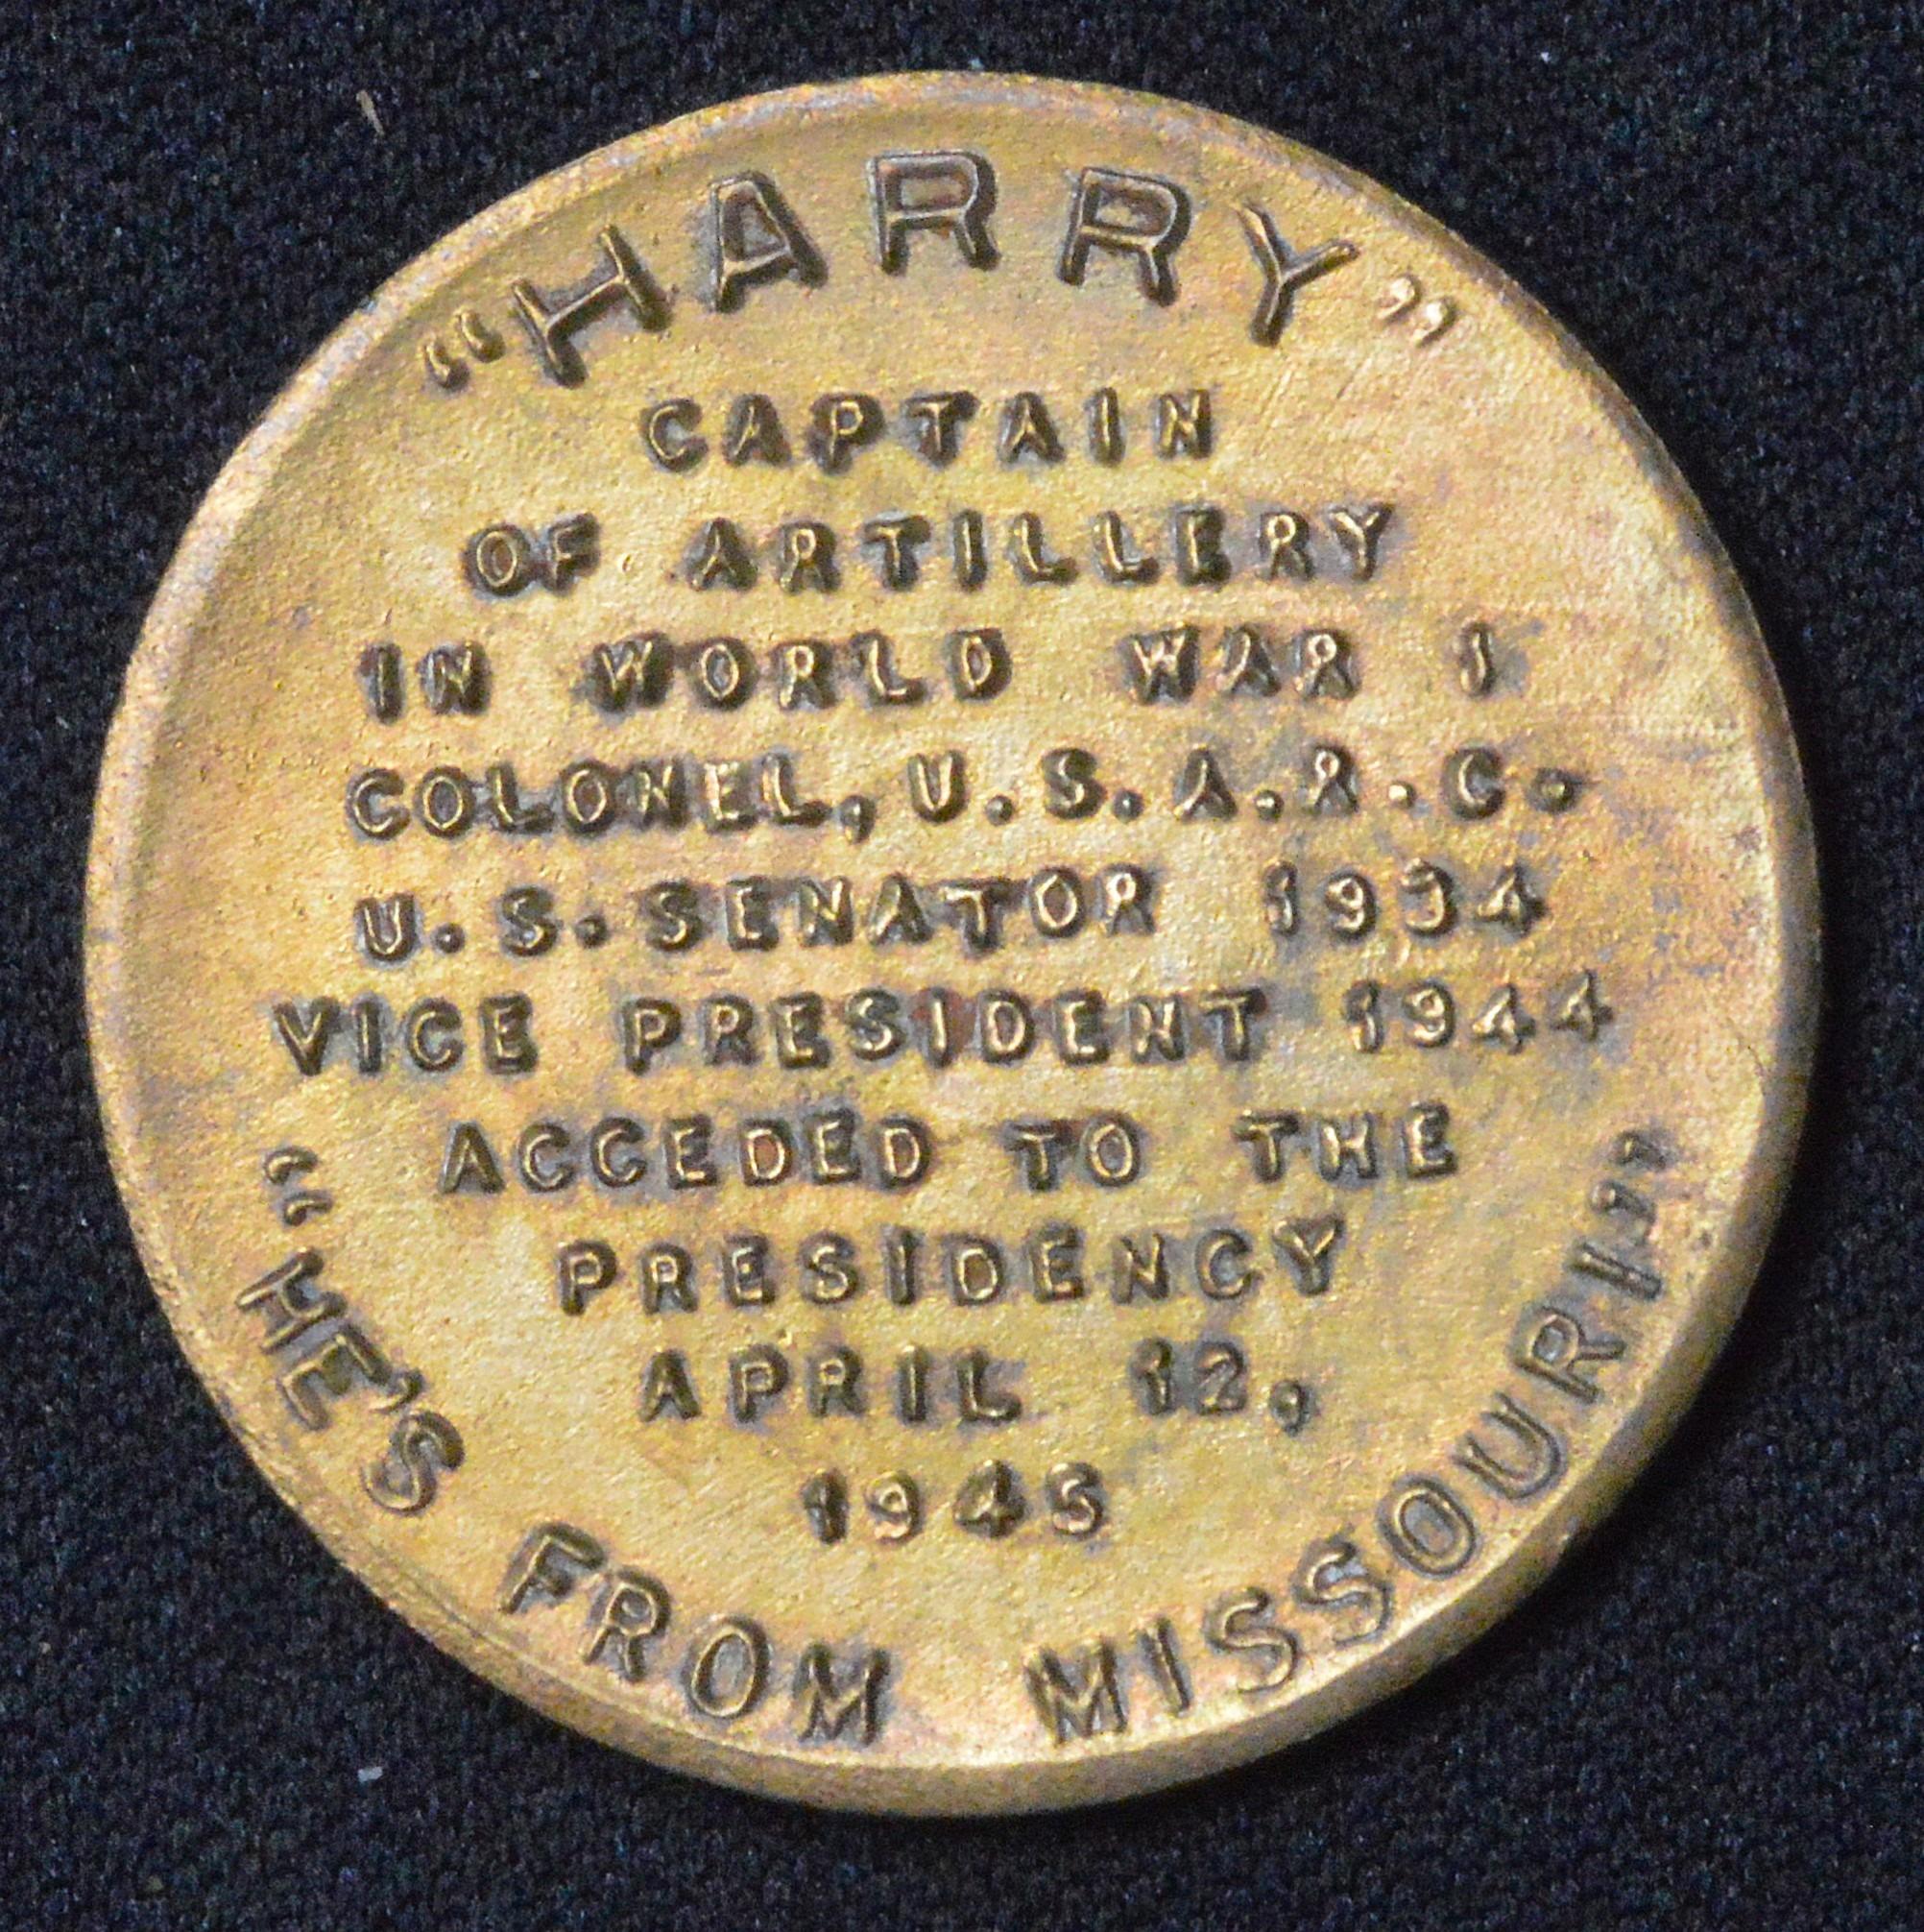 “HARRY”
CAPTAIN
OF ARTILLERY
IN WORLD WAR I
COLONEL, U.S.A.R.C.
U.S. SENATOR 1934
VICE PRESIDENT 1944
ACCEDED TO THE
PRESIDENCY
APRIL 12,
1945
“HE'S FROM MISSOURI”